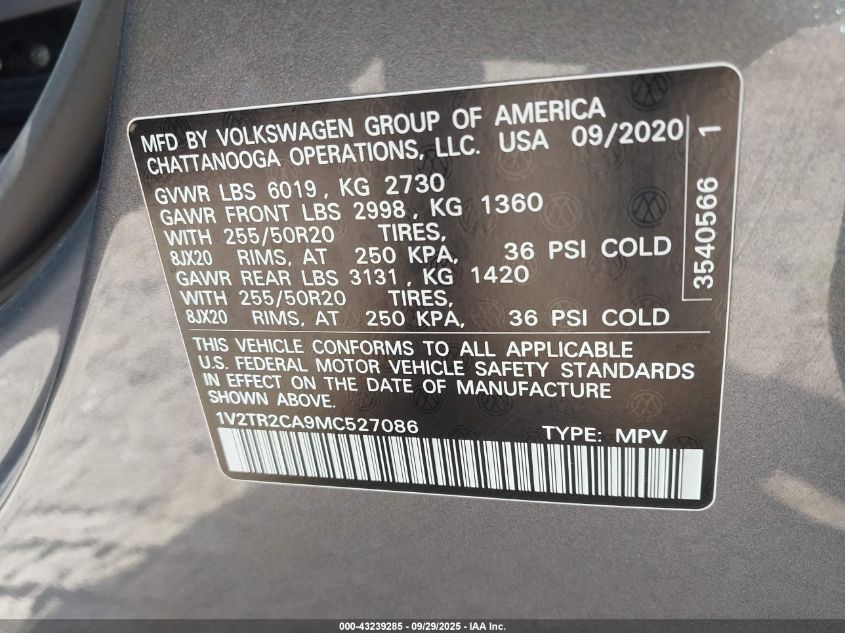 MFD BY VOLKSWAGEN GROUP OF AMERICA
CHATTANOOGA OPERATIONS, LLC. USA 09/2020
GVWR LBS 6019, KG 2730
GAWR FRONT LBS 2998, KG 1360
WITH 255/50R20 TIRES,
8JX20 RIMS, AT 250 KPA, 36 PSI COLD
GAWR REAR LBS 3131, KG 1420
WITH 255/50R20 TIRES,
8JX20 RIMS, AT 250 KPA, 36 PSI COLD
3540566 1
THIS VEHICLE CONFORMS TO ALL APPLICABLE
U.S. FEDERAL MOTOR VEHICLE SAFETY STANDARDS
IN EFFECT ON THE DATE OF MANUFACTURE
SHOWN ABOVE.
1V2TR2CA9MC527086 TYPE: MPV
000-43239285 - 09/29/2025 - IAA Inc.